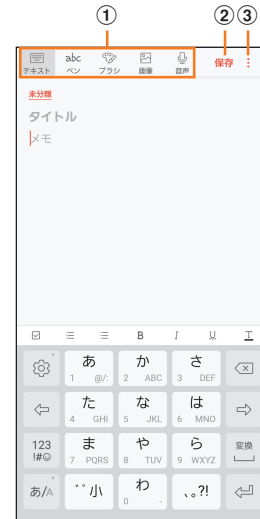 ① ② ③
テキスト abc ペン ブラシ 画像 音声 保存
未分類
タイトル
メモ
B I U T
あ 1 @/: か 2 ABC さ 3 DEF
た 4 GHI な 5 JKL は 6 MNO
123 !#☺ ま 7 PQRS や 8 TUV ら 9 WXYZ 変換
あ/A ゛゜小 わ 0 - 、。?!